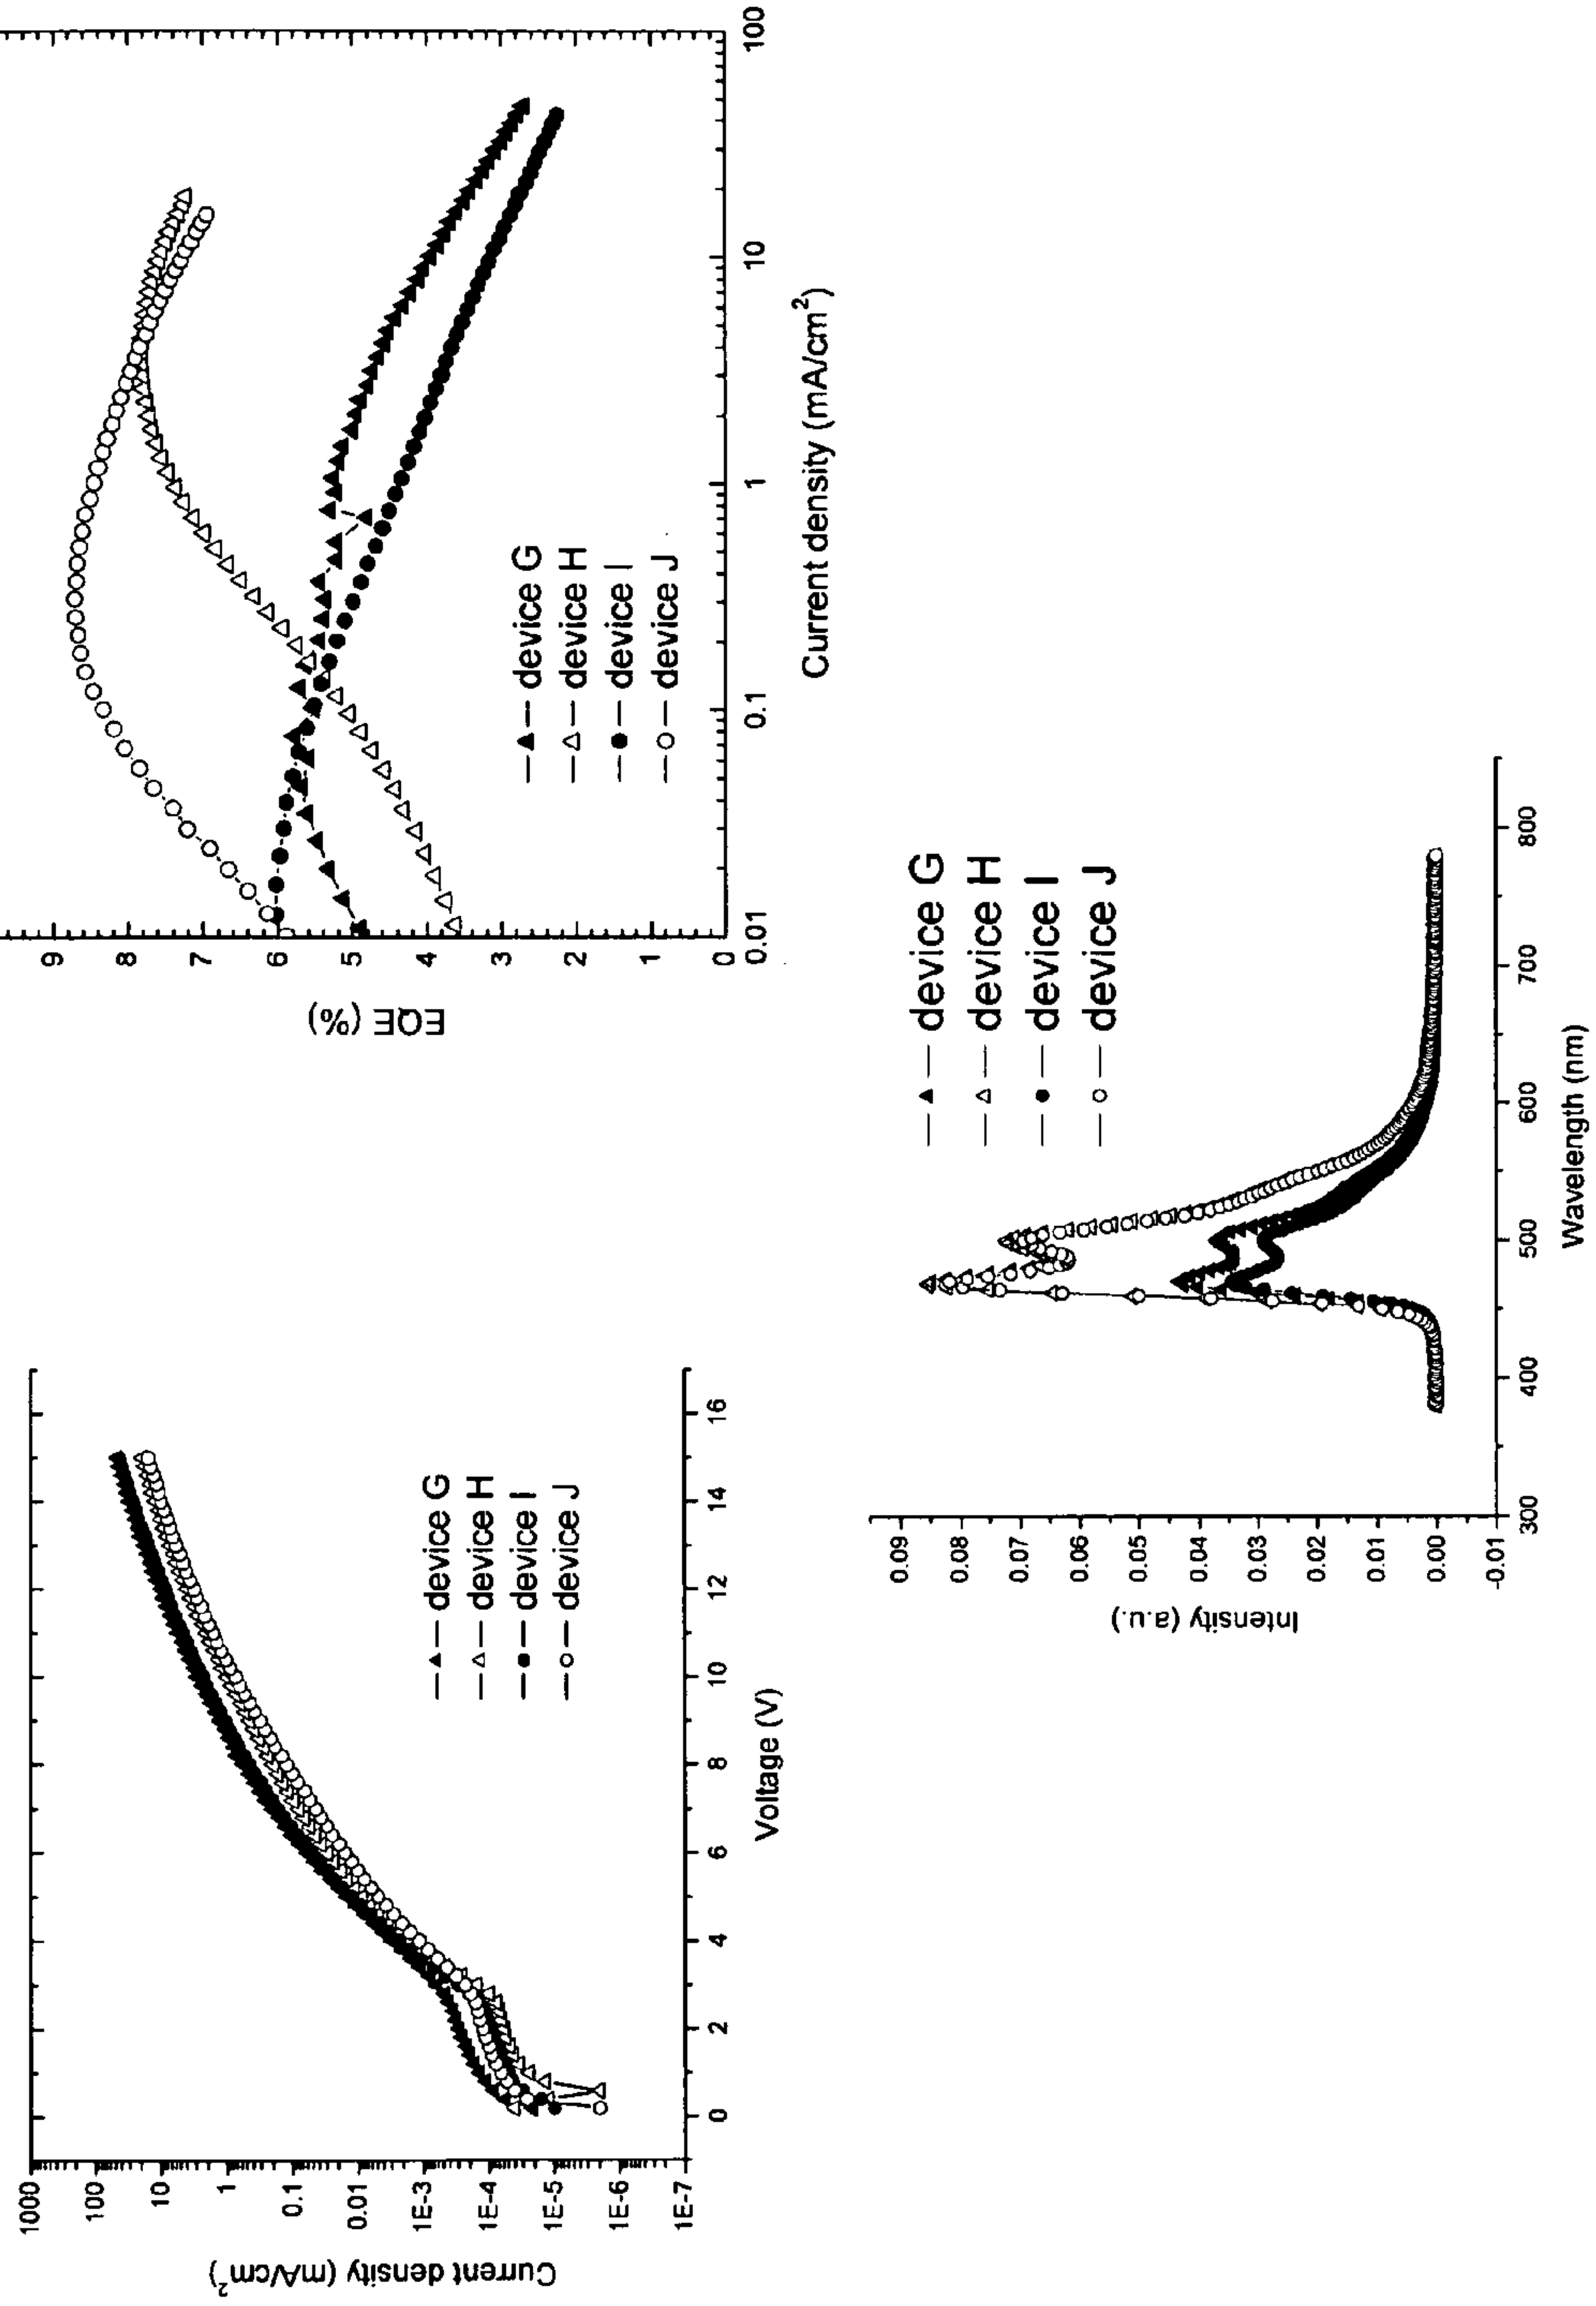 1000
100
10
1
0.1
0.01
1E-3
1E-4
1E-5
1E-6
1E-7
Current density (mA/cm²)
0 2 4 6 8 10 12 14 16
Voltage (V)
device G
device H
device I
device J
9
8
7
6
5
4
3
2
1
0
EQE (%)
0.01 0.1 1 10 100
Current density (mA/cm²)
device G
device H
device I
device J
0.09
0.08
0.07
0.06
0.05
0.04
0.03
0.02
0.01
0.00
-0.01
Intensity (a.u.)
300 400 500 600 700 800
Wavelength (nm)
device G
device H
device I
device J